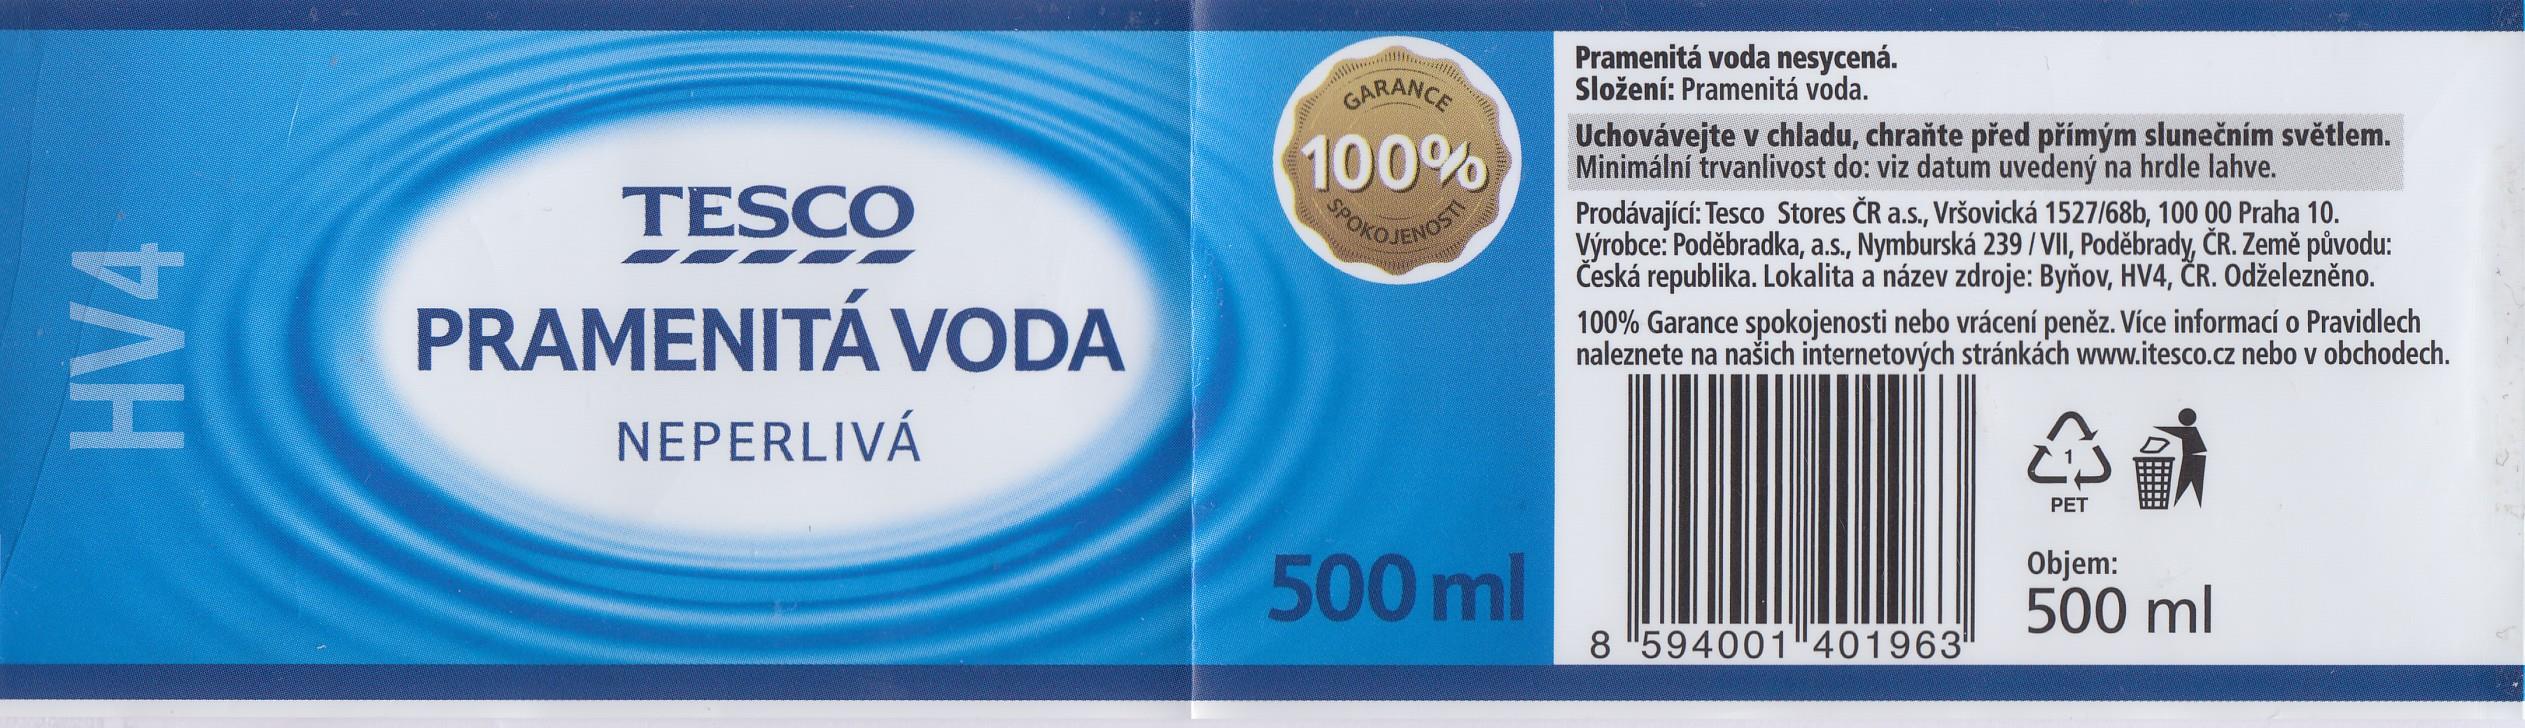 HV4
TESCO
PRAMENITÁ VODA
NEPERLIVÁ
GARANCE
100%
SPOKOJENOSTI
500 ml
Pramenitá voda nesycená.
Složení: Pramenitá voda.
Uchovávejte v chladu, chraňte před přímým slunečním světlem.
Minimální trvanlivost do: viz datum uvedený na hrdle lahve.
Prodávající: Tesco Stores ČR a.s., Vršovická 1527/68b, 100 00 Praha 10.
Výrobce: Poděbradka, a.s., Nymburská 239 / VII, Poděbrady, ČR. Země původu:
Česká republika. Lokalita a název zdroje: Byňov, HV4, ČR. Odželezněno.
100% Garance spokojenosti nebo vrácení peněz. Více informací o Pravidlech
naleznete na našich internetových stránkách www.itesco.cz nebo v obchodech.
1
PET
Objem:
500 ml
8 594001 401963